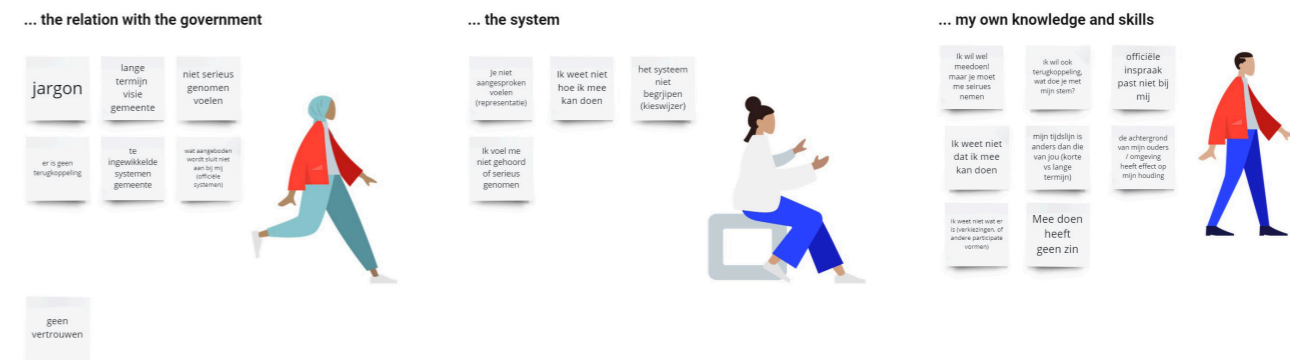 ... the relation with the government
jargon
lange
termijn
visie
gemeente
niet serieus
genomen
voelen
er is geen
terugkoppeling
te
ingewikkelde
systemen
gemeente
wat aangeboden
wordt sluit niet
aan bij mij
(officiële
systemen)
geen
vertrouwen
... the system
Je niet
aangesproken
voelen
(representatie)
Ik weet niet
hoe ik mee
kan doen
het systeem
niet
begrijpen
(kieswijzer)
Ik voel me
niet gehoord
of serieus
genomen
... my own knowledge and skills
Ik wil wel
meedoen!
maar je moet
me seirues
nemen
Ik wil ook
terugkoppeling,
wat doe je met
mijn stem?
officiële
inspraak
past niet bij
mij
Ik weet niet
dat ik mee
kan doen
mijn tijdslijn is
anders dan die
van jou (korte
vs lange
termijn)
de achtergrond
van mijn ouders
/ omgeving
heeft effect op
mijn houding
Ik weet niet wat er
is (verkiezingen, of
andere participate
vormen)
Mee doen
heeft
geen zin